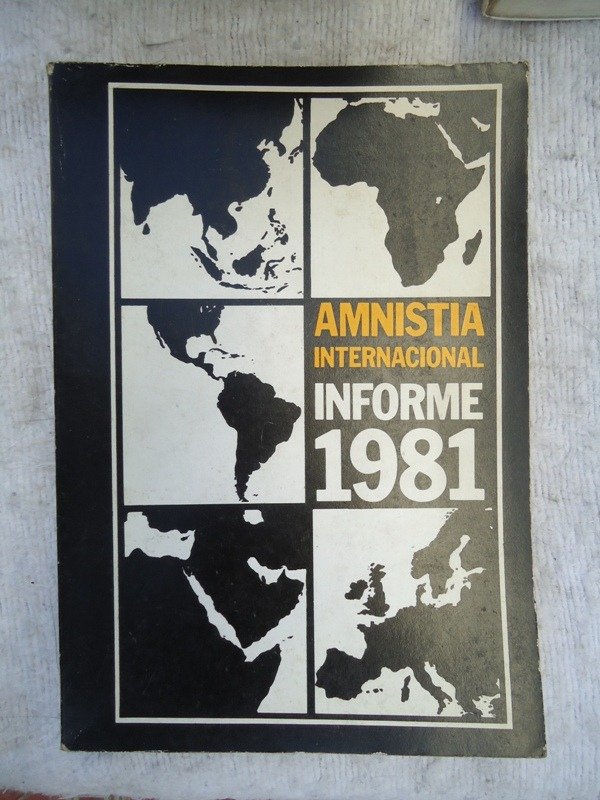 AMNISTIA
INTERNACIONAL
INFORME
1981